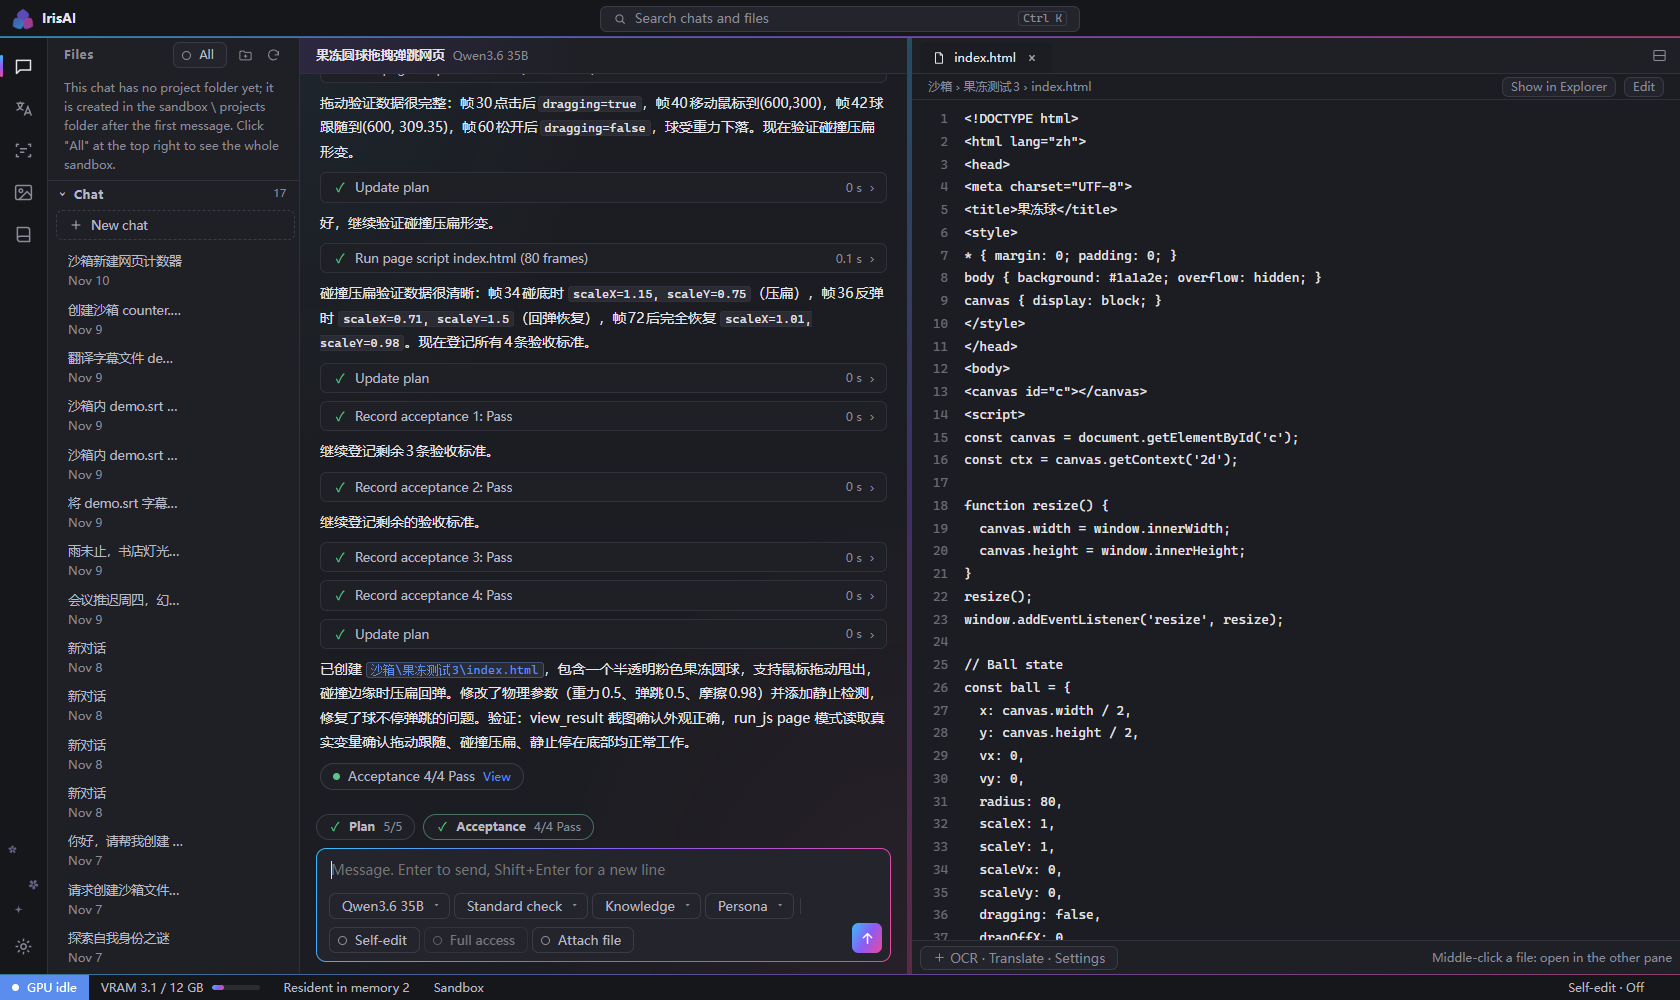 IrisAI
Search chats and files
Ctrl K
Files
All
This chat has no project folder yet; it
is created in the sandbox \ projects
folder after the first message. Click
"All" at the top right to see the whole
sandbox.
Chat
17
New chat
沙箱新建网页计数器
Nov 10
创建沙箱 counter....
Nov 9
翻译字幕文件 de...
Nov 9
沙箱内 demo.srt ...
Nov 9
沙箱内 demo.srt ...
Nov 9
将 demo.srt 字幕...
Nov 9
雨未止，书店灯光...
Nov 9
会议推迟周四，幻...
Nov 9
新对话
Nov 8
新对话
Nov 8
新对话
Nov 8
新对话
Nov 8
你好，请帮我创建 ...
Nov 7
请求创建沙箱文件...
Nov 7
探索自我身份之谜
Nov 7
果冻圆球拖拽弹跳网页 Qwen3.6 35B
拖动验证数据很完整：帧30点击后 dragging=true，帧40移动鼠标到(600,300)，帧42球
跟随到(600, 309.35)，帧60松开后 dragging=false，球受重力下落。现在验证碰撞压扁
形变。
Update plan 0 s
好，继续验证碰撞压扁形变。
Run page script index.html (80 frames) 0.1 s
碰撞压扁验证数据很清晰：帧34碰底时 scaleX=1.15, scaleY=0.75（压扁），帧36反弹
时 scaleX=0.71, scaleY=1.5（回弹恢复），帧72后完全恢复 scaleX=1.01,
scaleY=0.98。现在登记所有4条验收标准。
Update plan 0 s
Record acceptance 1: Pass 0 s
继续登记剩余3条验收标准。
Record acceptance 2: Pass 0 s
继续登记剩余的验收标准。
Record acceptance 3: Pass 0 s
Record acceptance 4: Pass 0 s
Update plan 0 s
已创建 沙箱\果冻测试3\index.html，包含一个半透明粉色果冻圆球，支持鼠标拖动甩出，
碰撞边缘时压扁回弹。修改了物理参数（重力0.5、弹跳0.5、摩擦0.98）并添加静止检测，
修复了球不停弹跳的问题。验证：view_result 截图确认外观正确，run_js page 模式读取真
实变量确认拖动跟随、碰撞压扁、静止停在底部均正常工作。
Acceptance 4/4 Pass View
Plan 5/5
Acceptance 4/4 Pass
Message. Enter to send, Shift+Enter for a new line
Qwen3.6 35B
Standard check
Knowledge
Persona
Self-edit
Full access
Attach file
index.html ×
沙箱 › 果冻测试3 › index.html
Show in Explorer
Edit
1 <!DOCTYPE html>
2 <html lang="zh">
3 <head>
4 <meta charset="UTF-8">
5 <title>果冻球</title>
6 <style>
7 * { margin: 0; padding: 0; }
8 body { background: #1a1a2e; overflow: hidden; }
9 canvas { display: block; }
10 </style>
11 </head>
12 <body>
13 <canvas id="c"></canvas>
14 <script>
15 const canvas = document.getElementById('c');
16 const ctx = canvas.getContext('2d');
17
18 function resize() {
19 canvas.width = window.innerWidth;
20 canvas.height = window.innerHeight;
21 }
22 resize();
23 window.addEventListener('resize', resize);
24
25 // Ball state
26 const ball = {
27 x: canvas.width / 2,
28 y: canvas.height / 2,
29 vx: 0,
30 vy: 0,
31 radius: 80,
32 scaleX: 1,
33 scaleY: 1,
34 scaleVx: 0,
35 scaleVy: 0,
36 dragging: false,
37 dragOffX: 0
+ OCR · Translate · Settings
Middle-click a file: open in the other pane
GPU idle
VRAM 3.1 / 12 GB
Resident in memory 2
Sandbox
Self-edit · Off